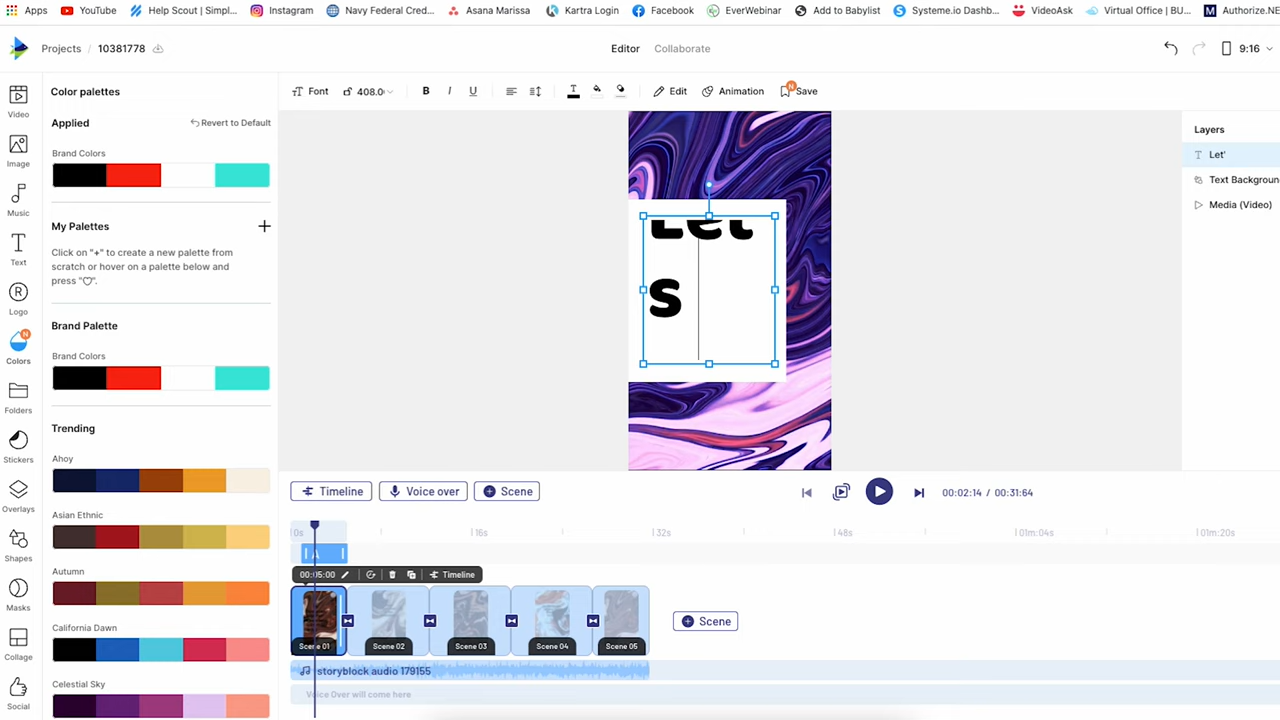 Apps YouTube Help Scout | Simpl... Instagram Navy Federal Cred... Asana Marissa Kartra Login Facebook EverWebinar Add to Babylist Systeme.io Dashb... VideoAsk Virtual Office | BU... Authorize.NE
Projects / 10381778 Editor Collaborate 9:16
Video
Image
Music
Text
Logo
Colors
Folders
Stickers
Overlays
Shapes
Masks
Collage
Social
Color palettes
Applied Revert to Default
Brand Colors
My Palettes +
Click on "+" to create a new palette from
scratch or hover on a palette below and
press "♡".
Brand Palette
Brand Colors
Trending
Ahoy
Asian Ethnic
Autumn
California Dawn
Celestial Sky
Font 408.0 B I U T Edit Animation N Save
Let
s
Layers
Let'
Text Backgroun
Media (Video)
Timeline Voice over Scene 00:02:14 / 00:31:64
0s 16s 32s 48s 01m:04s 01m:20s
A
00:05:00 Timeline
Scene 01 Scene 02 Scene 03 Scene 04 Scene 05 Scene
storyblock audio 179155
Voice Over will come here